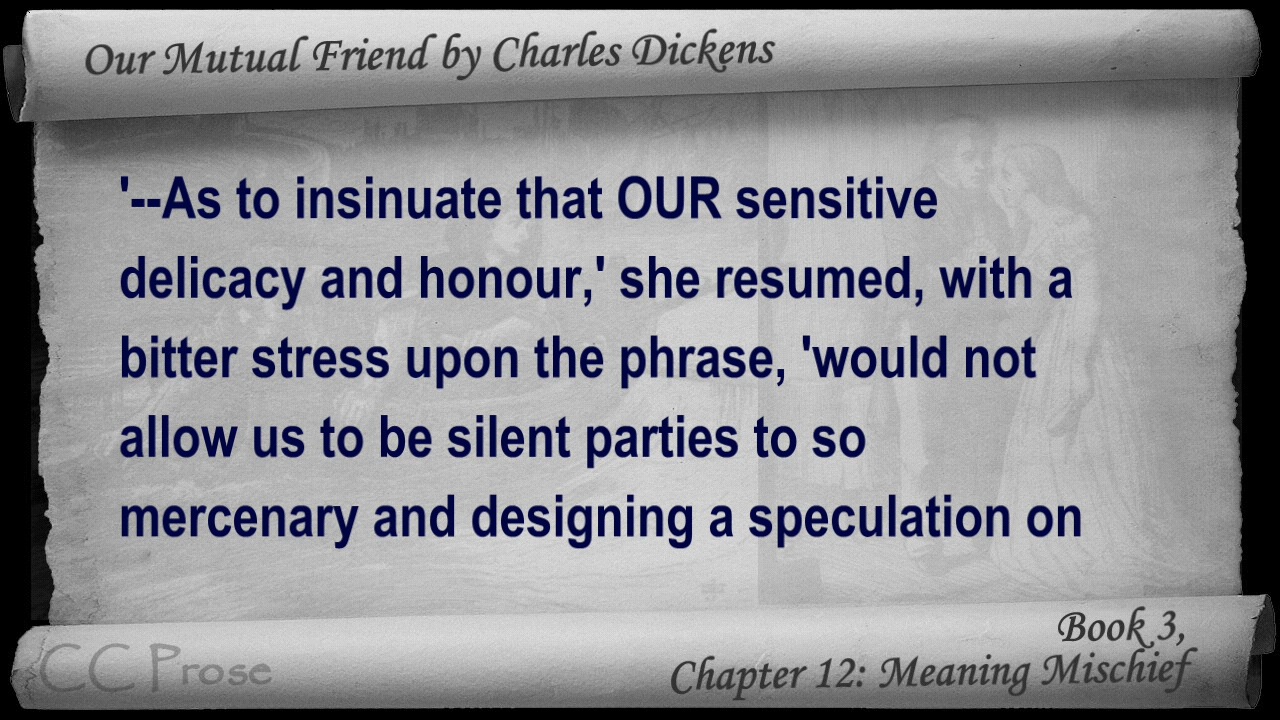 Our Mutual Friend by Charles Dickens
'--As to insinuate that OUR sensitive
delicacy and honour,' she resumed, with a
bitter stress upon the phrase, 'would not
allow us to be silent parties to so
mercenary and designing a speculation on
Book 3,
Chapter 12: Meaning Mischief
CC Prose